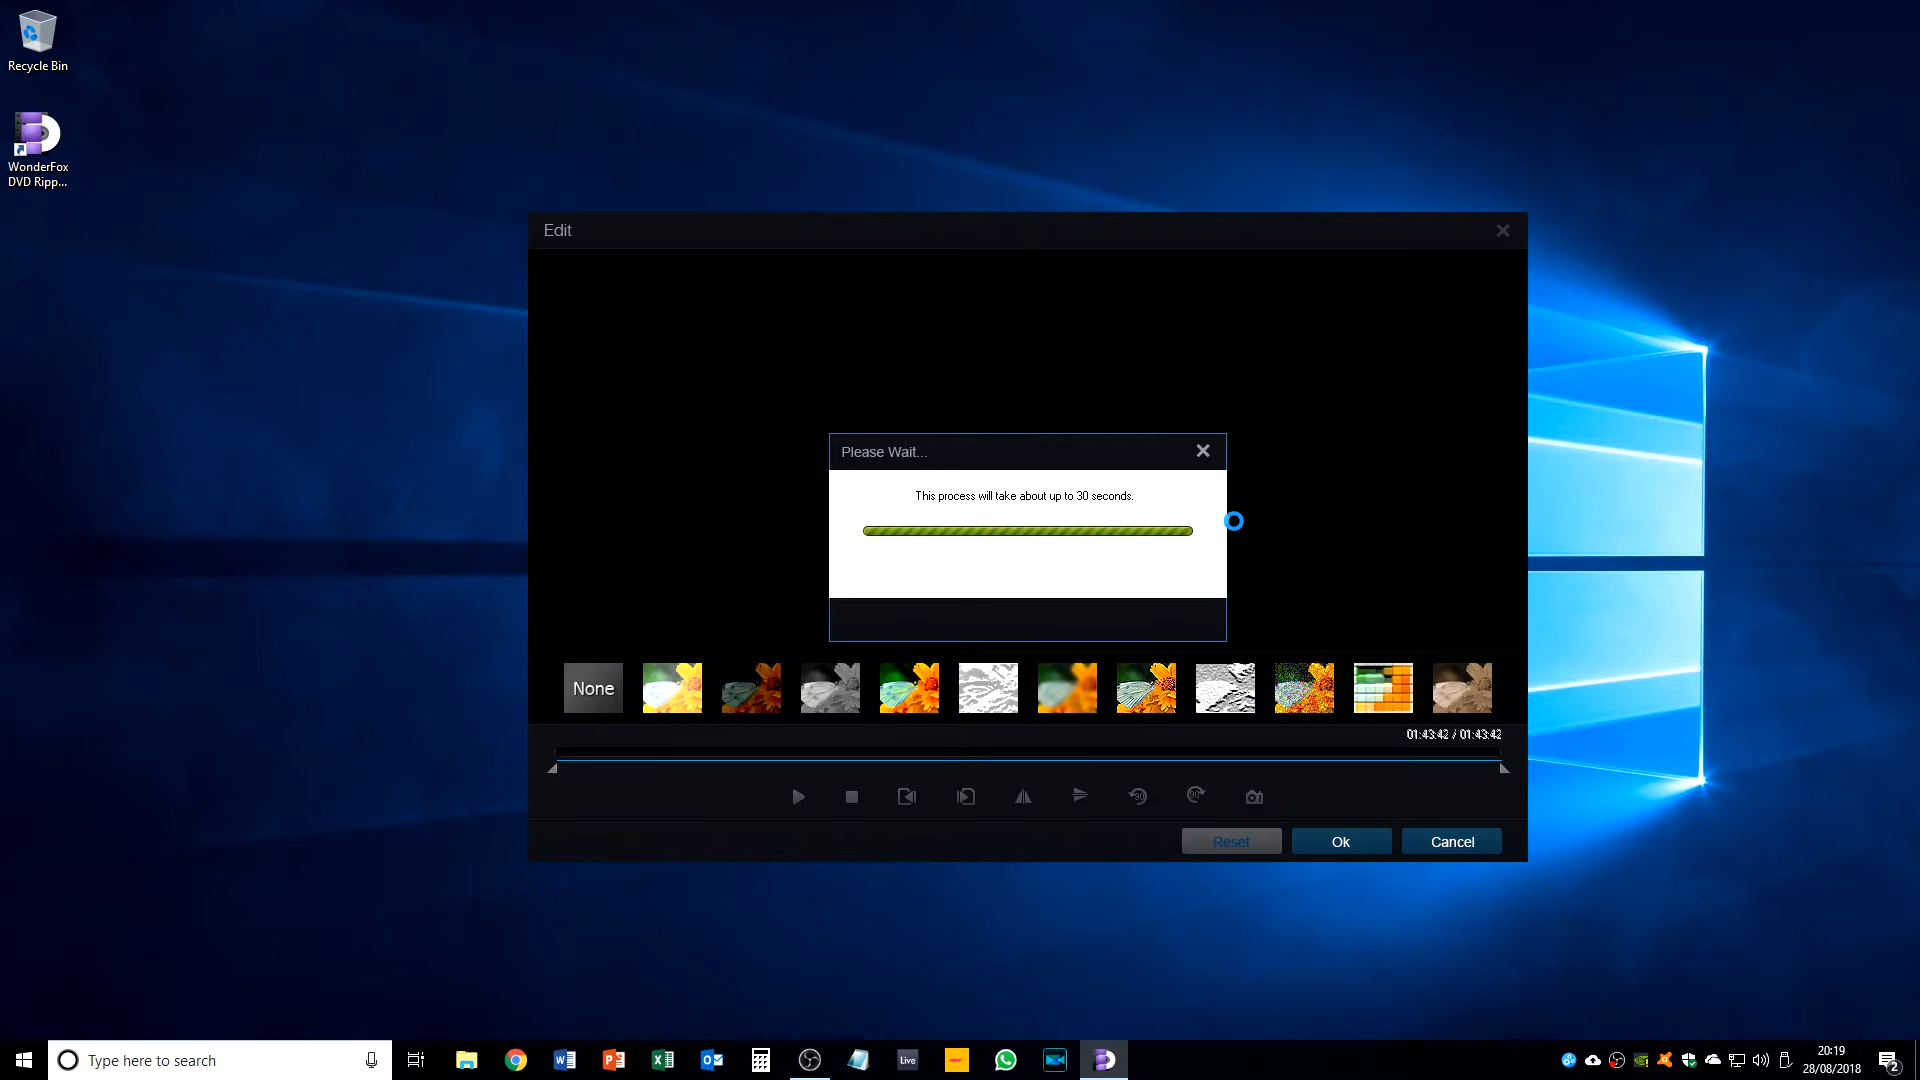 Recycle Bin
WonderFox
DVD Ripp...
Edit
Please Wait...
This process will take about up to 30 seconds.
None
01:43:42 / 01:43:42
90
90
Reset
Ok
Cancel
Type here to search
Live
20:19
28/08/2018
2